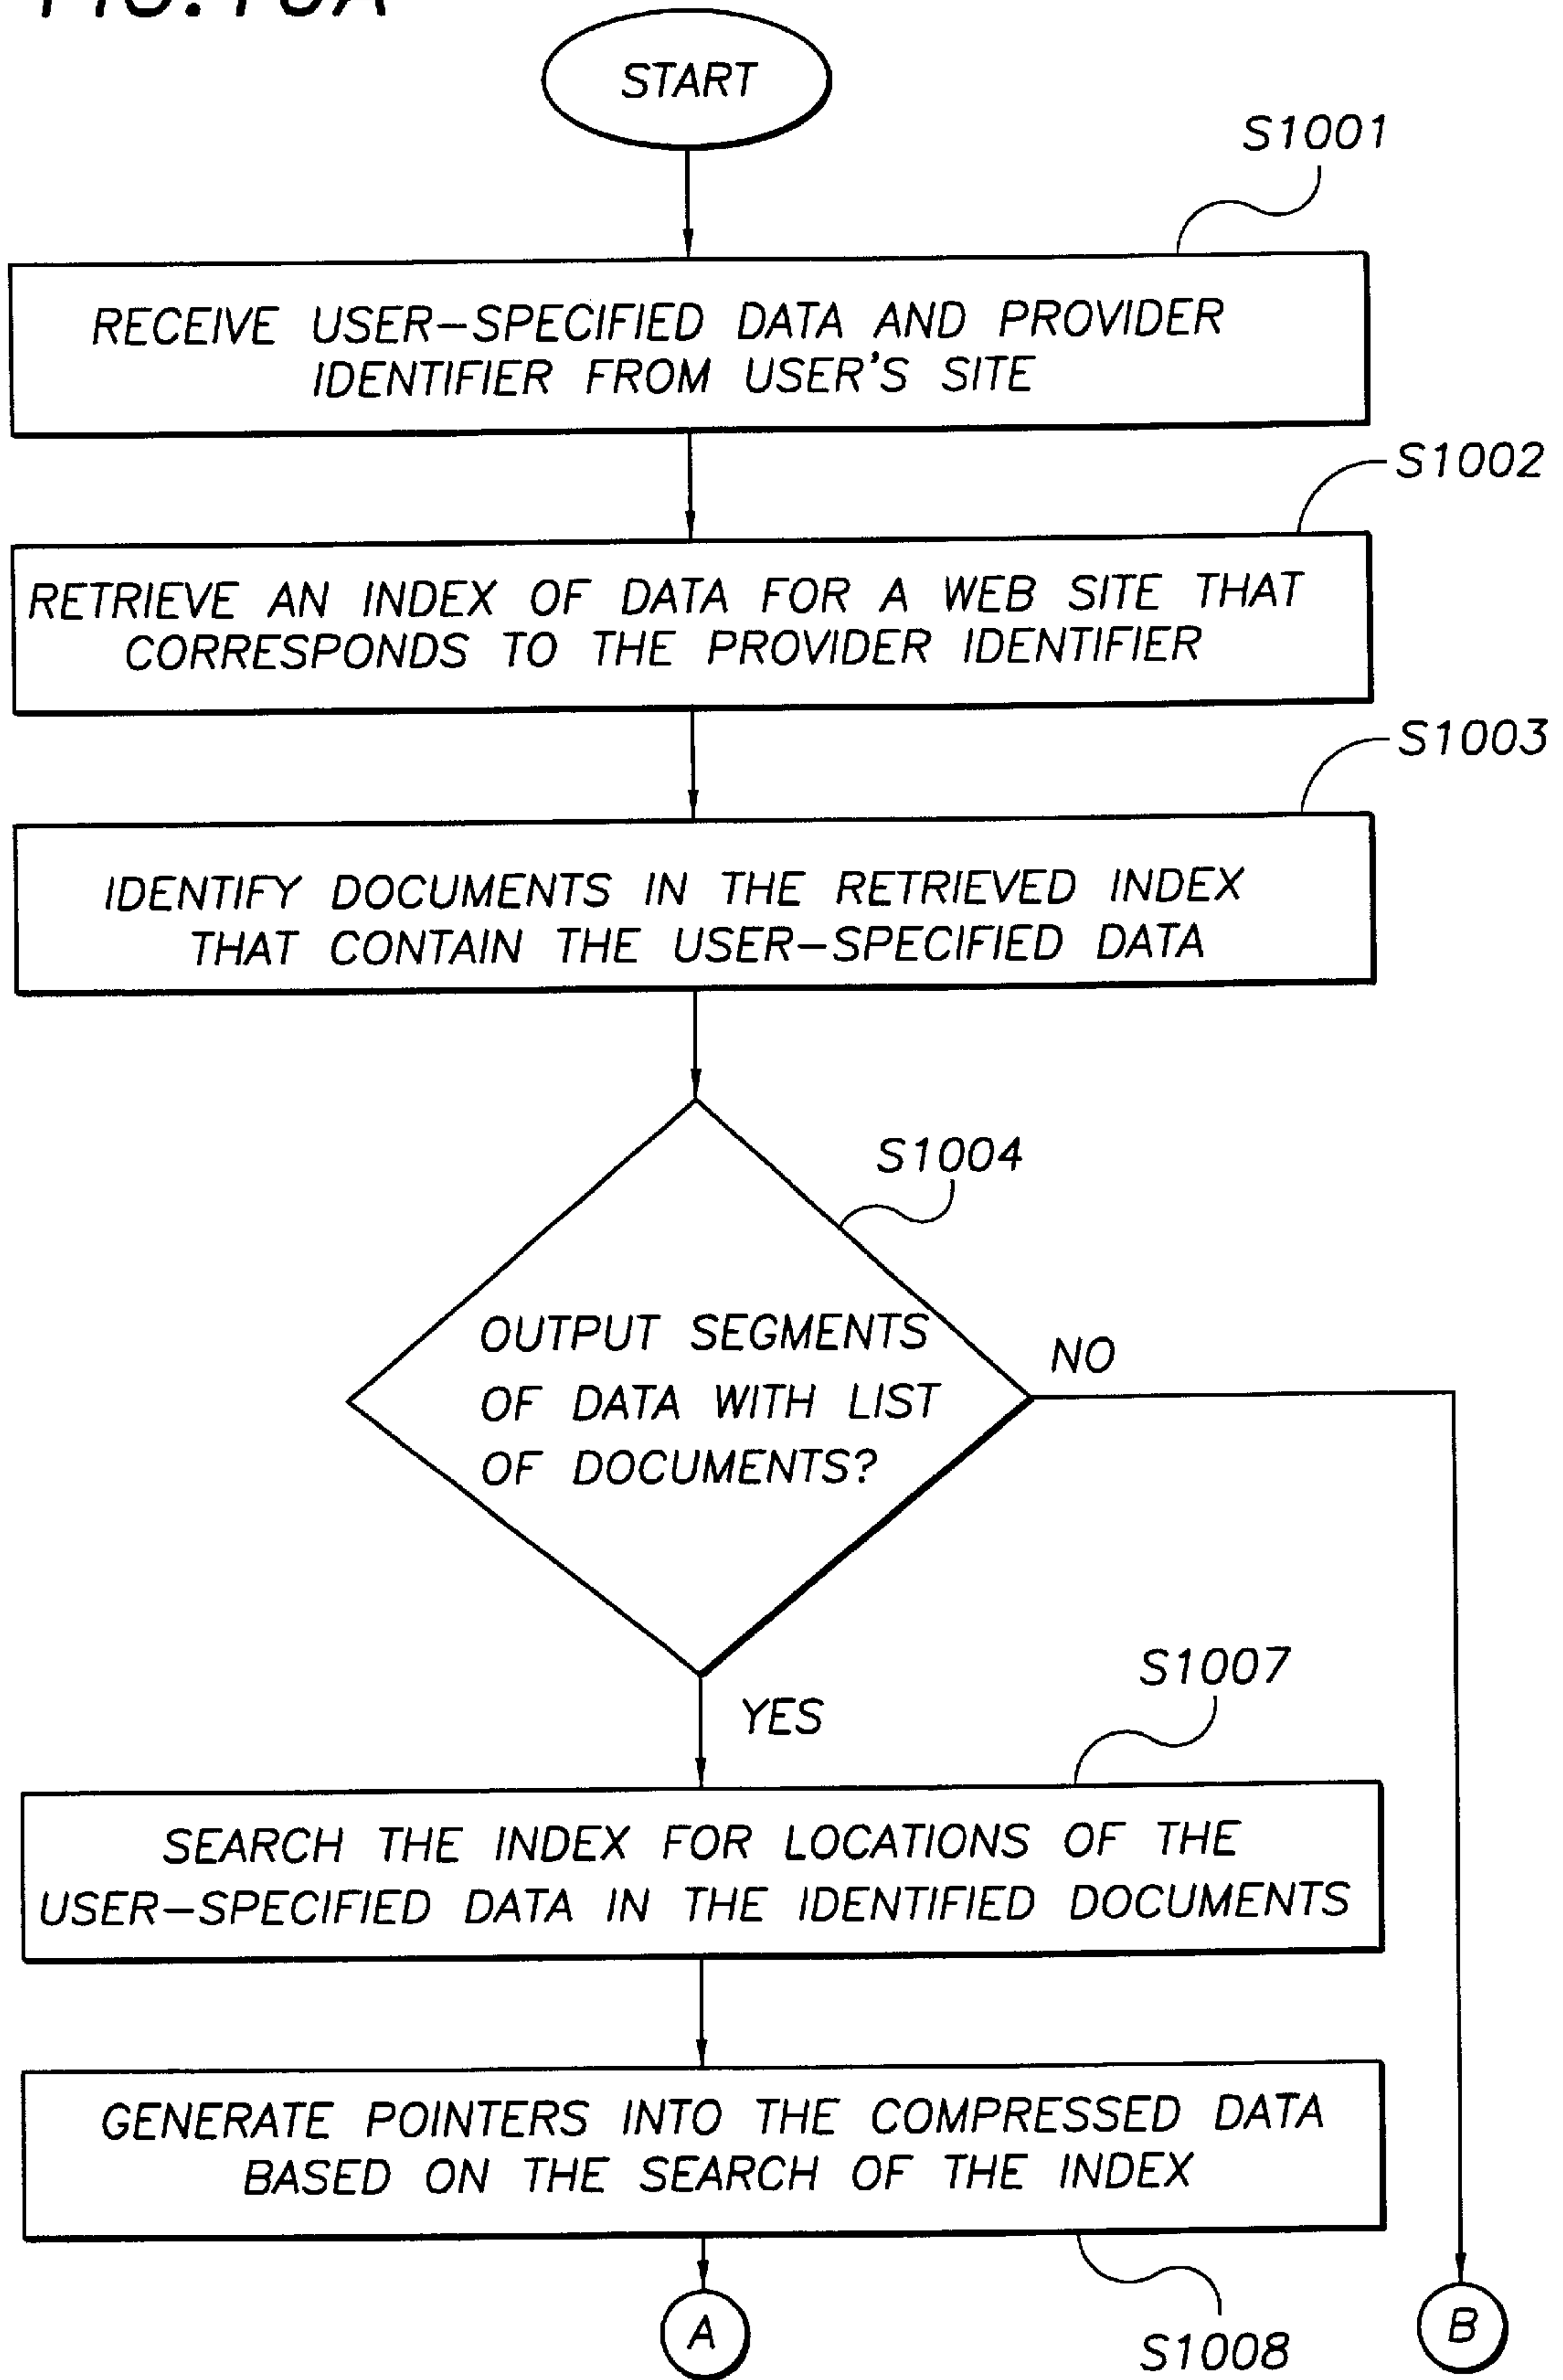 FIG. 10A
START
S1001
RECEIVE USER-SPECIFIED DATA AND PROVIDER
IDENTIFIER FROM USER'S SITE
S1002
RETRIEVE AN INDEX OF DATA FOR A WEB SITE THAT
CORRESPONDS TO THE PROVIDER IDENTIFIER
S1003
IDENTIFY DOCUMENTS IN THE RETRIEVED INDEX
THAT CONTAIN THE USER-SPECIFIED DATA
S1004
OUTPUT SEGMENTS
OF DATA WITH LIST
OF DOCUMENTS?
NO
YES
S1007
SEARCH THE INDEX FOR LOCATIONS OF THE
USER-SPECIFIED DATA IN THE IDENTIFIED DOCUMENTS
GENERATE POINTERS INTO THE COMPRESSED DATA
BASED ON THE SEARCH OF THE INDEX
A
S1008
B